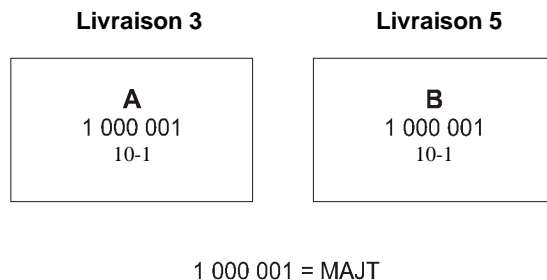 Livraison 3 Livraison 5
A B
1 000 001 1 000 001
10-1 10-1
1 000 001 = MAJT